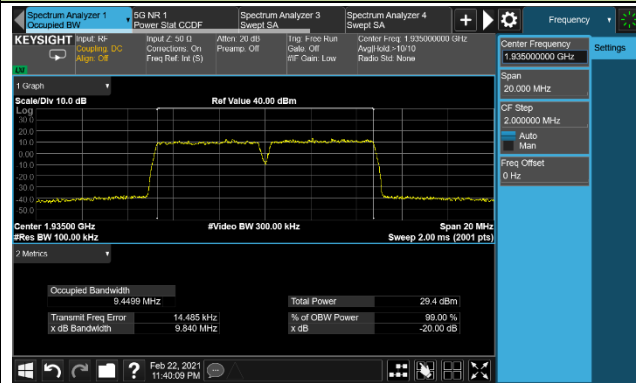 Spectrum Analyzer 1
Occupied BW
5G NR 1
Power Stat CCDF
Spectrum Analyzer 3
Swept SA
Spectrum Analyzer 4
Swept SA
Frequency
KEYSIGHT
Input: RF
Coupling: DC
Align: Off
Input Z: 50 Ω
Corrections: On
Freq Ref: Int (S)
Atten: 20 dB
Preamp: Off
Trig: Free Run
Gate: Off
#IF Gain: Low
Center Freq: 1.935000000 GHz
Avg|Hold:>10/10
Radio Std: None
Center Frequency
1.935000000 GHz
Settings
Span
20.000 MHz
CF Step
2.000000 MHz
Auto
Man
Freq Offset
0 Hz
1 Graph
Scale/Div 10.0 dB
Ref Value 40.00 dBm
Log
30.0
20.0
10.0
0.00
-10.0
-20.0
-30.0
-40.0
-50.0
Center 1.93500 GHz
#Video BW 300.00 kHz
Span 20 MHz
#Res BW 100.00 kHz
Sweep 2.00 ms (2001 pts)
2 Metrics
Occupied Bandwidth
9.4499 MHz
Total Power
29.4 dBm
Transmit Freq Error
14.485 kHz
% of OBW Power
99.00 %
x dB Bandwidth
9.840 MHz
x dB
-20.00 dB
Feb 22, 2021
11:40:09 PM